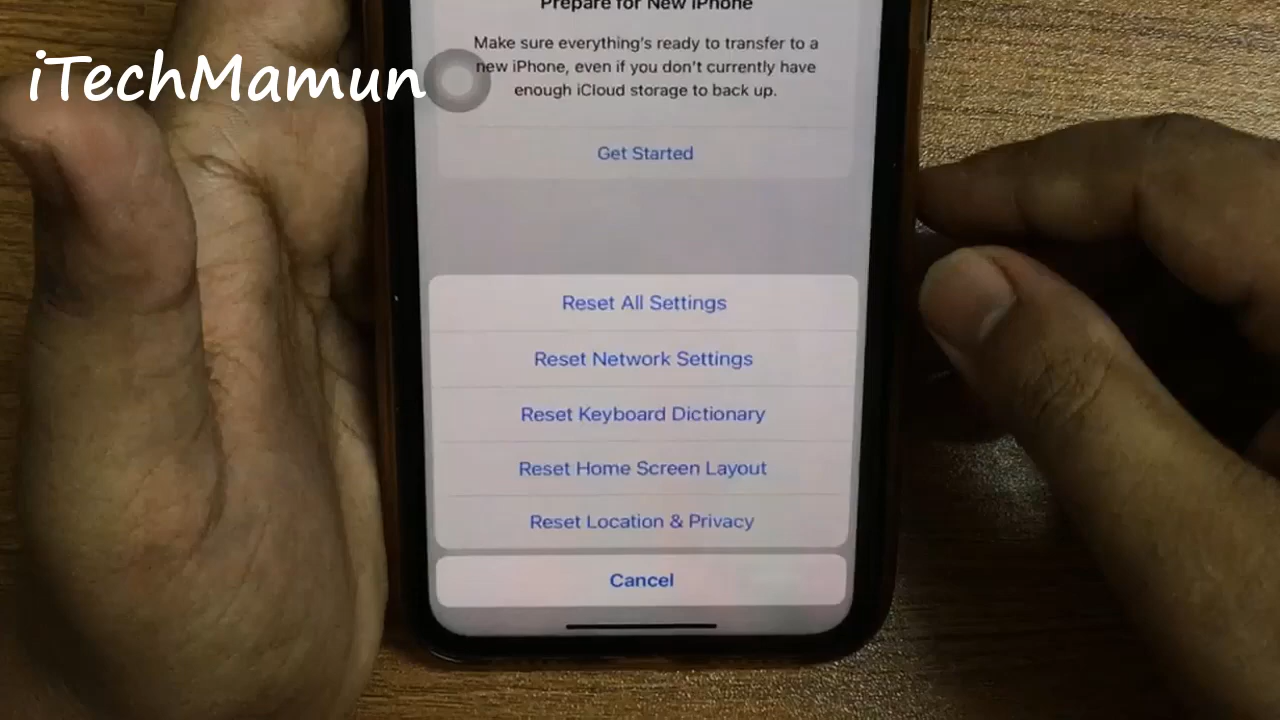 Prepare for New iPhone
iTechMamun
Make sure everything's ready to transfer to a
new iPhone, even if you don't currently have
enough iCloud storage to back up.
Get Started
Reset All Settings
Reset Network Settings
Reset Keyboard Dictionary
Reset Home Screen Layout
Reset Location & Privacy
Cancel